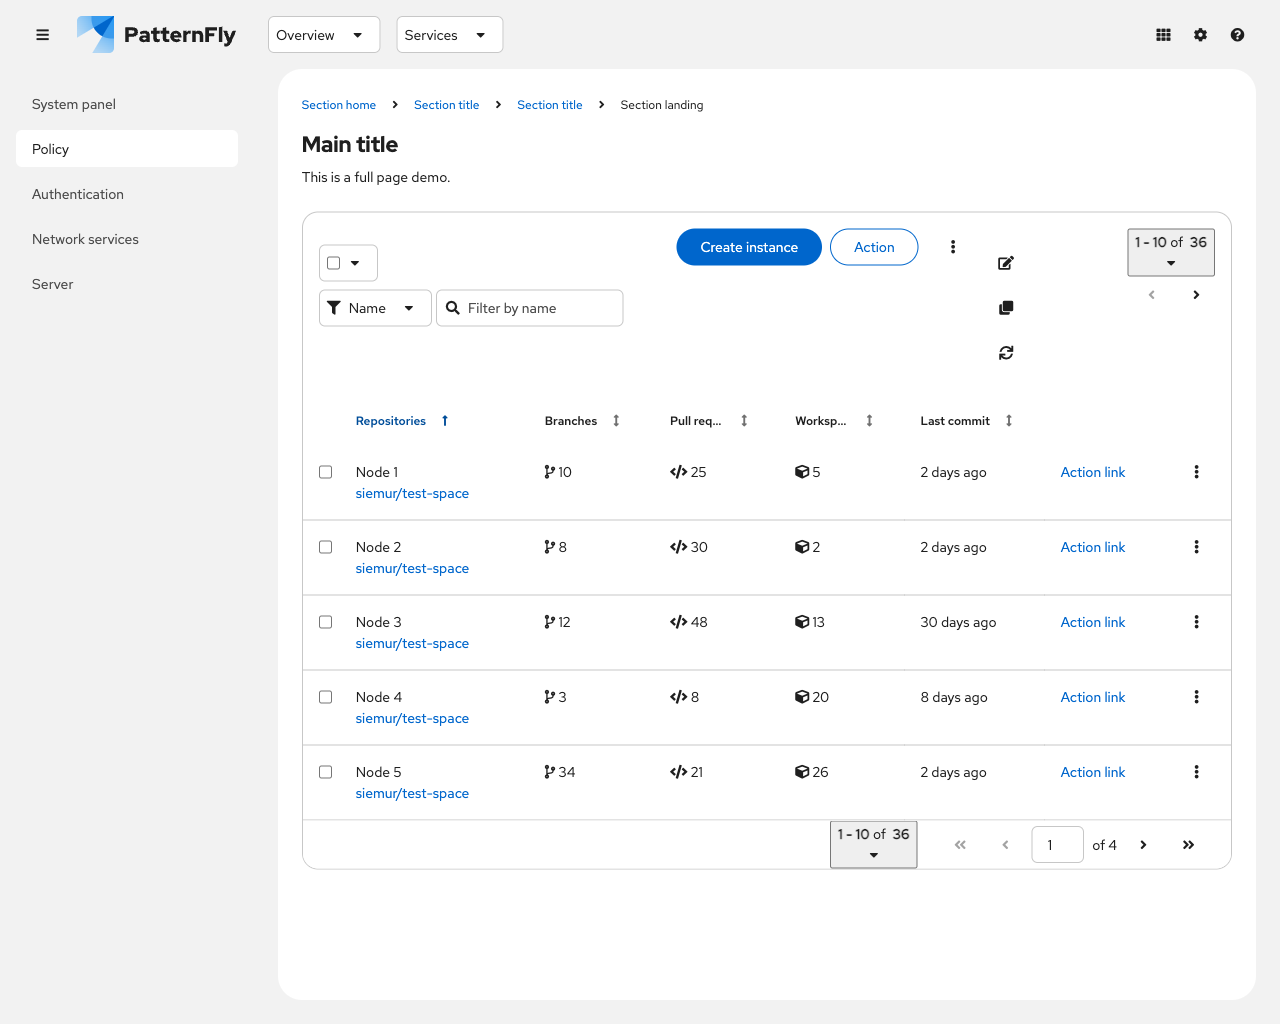 PatternFly
Overview
Services
System panel
Policy
Authentication
Network services
Server
Section home
Section title
Section title
Section landing
Main title
This is a full page demo.
Create instance
Action
1 - 10 of 36
Name
Filter by name
Repositories
Branches
Pull req...
Worksp...
Last commit
Node 1
siemur/test-space
10
25
5
2 days ago
Action link
Node 2
siemur/test-space
8
30
2
2 days ago
Action link
Node 3
siemur/test-space
12
48
13
30 days ago
Action link
Node 4
siemur/test-space
3
8
20
8 days ago
Action link
Node 5
siemur/test-space
34
21
26
2 days ago
Action link
1 - 10 of 36
1
of 4